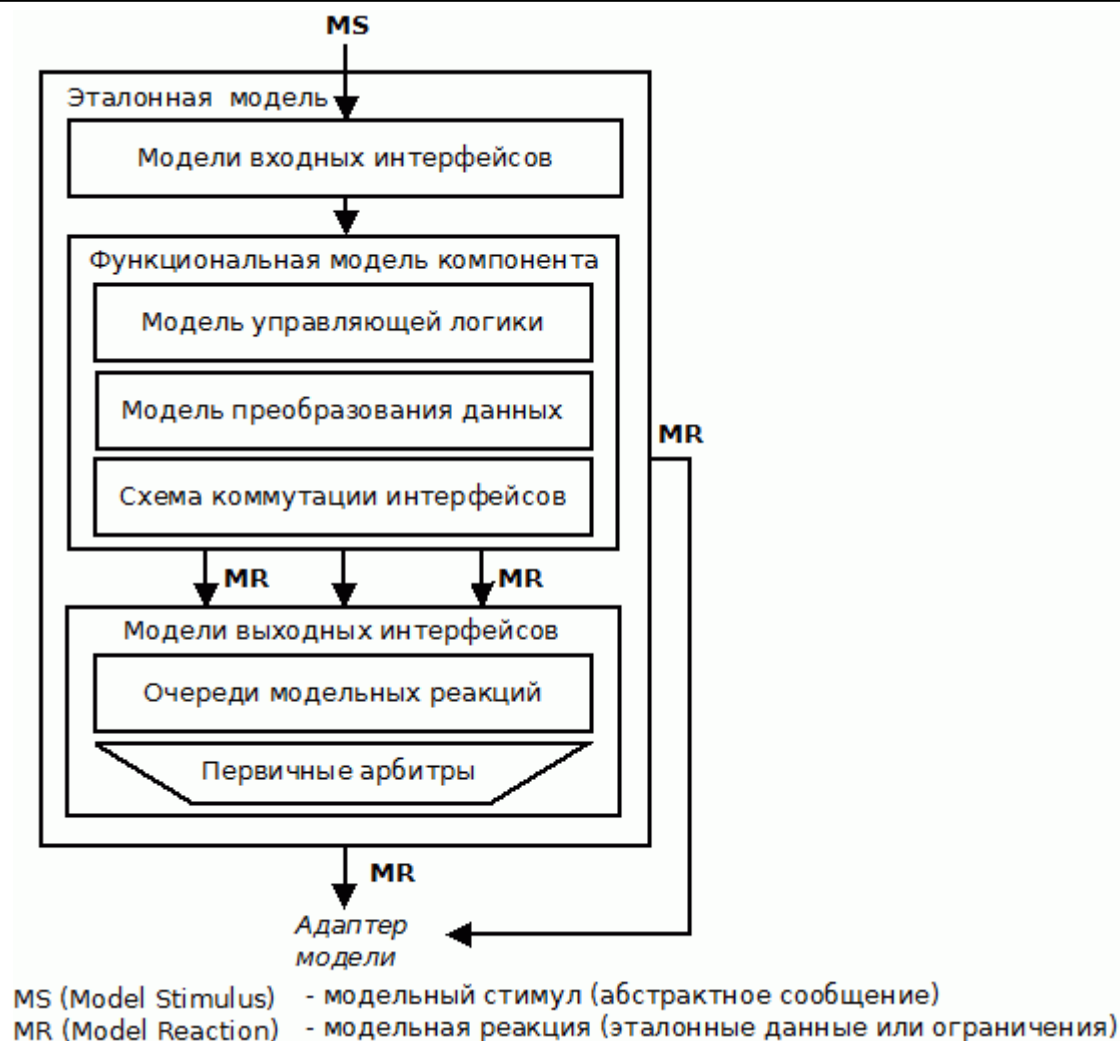 MS
Эталонная модель
Модели входных интерфейсов
Функциональная модель компонента
Модель управляющей логики
Модель преобразования данных
MR
Схема коммутации интерфейсов
MR
MR
Модели выходных интерфейсов
Очереди модельных реакций
Первичные арбитры
MR
Адаптер
модели
MS (Model Stimulus) - модельный стимул (абстрактное сообщение)
MR (Model Reaction) - модельная реакция (эталонные данные или ограничения)